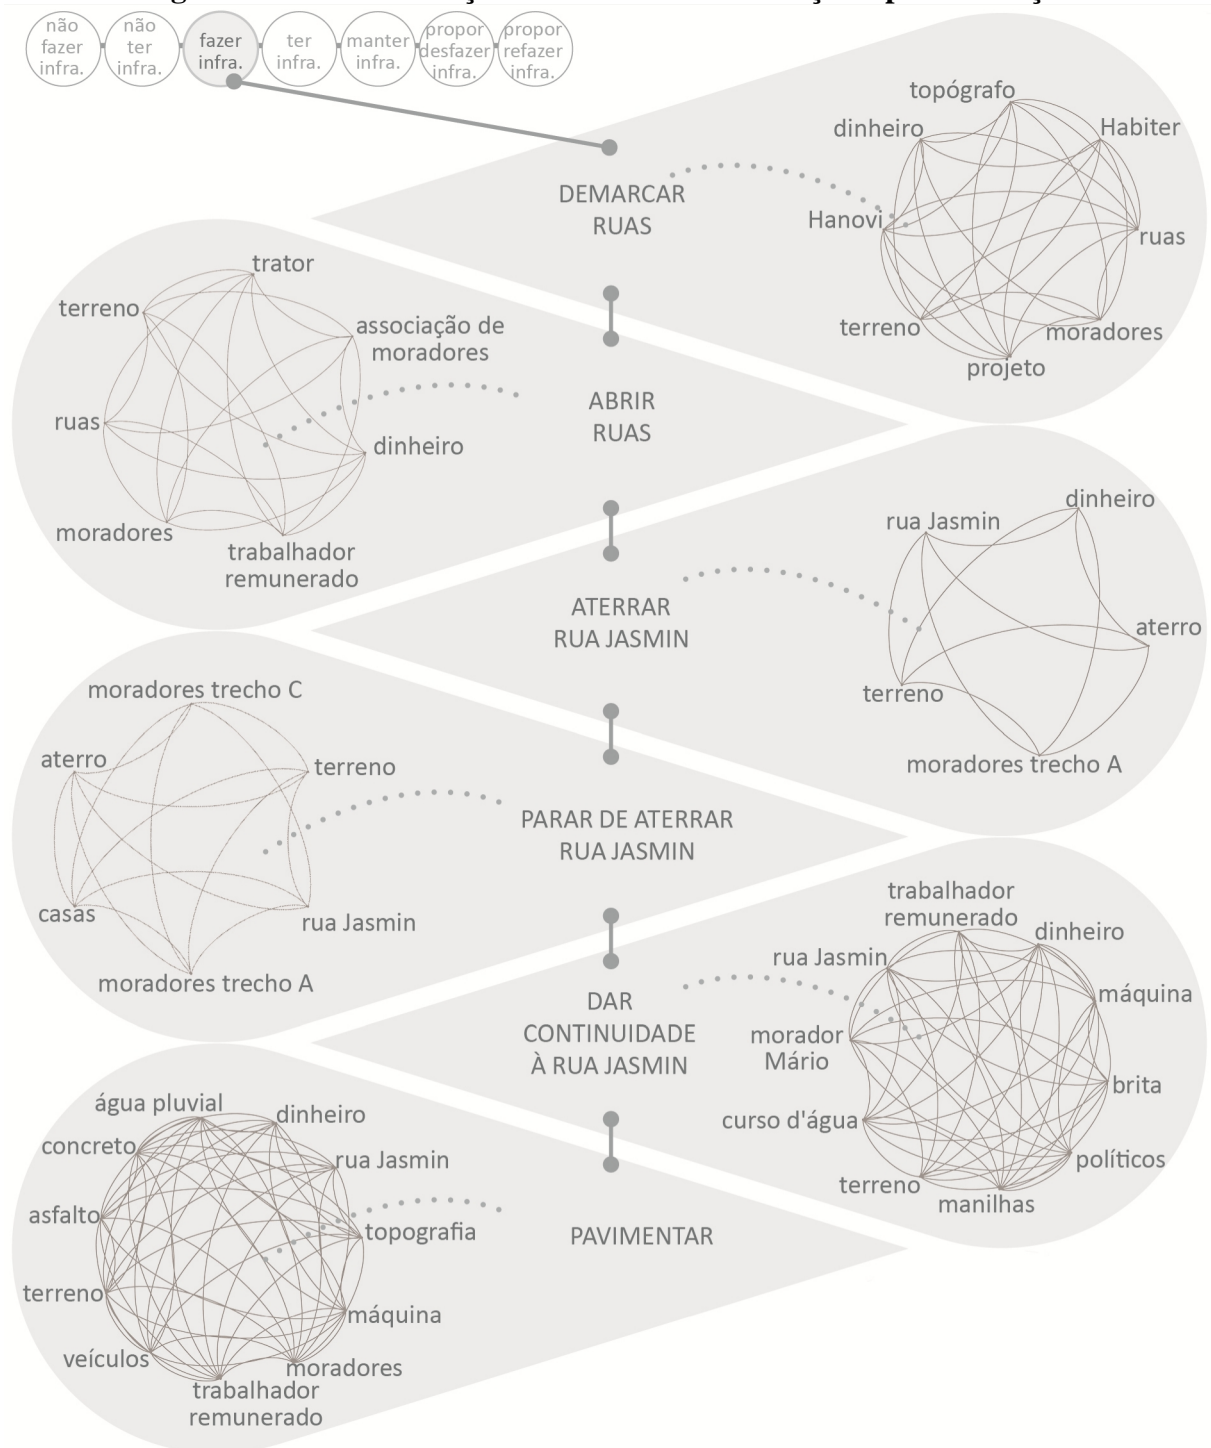 não
fazer
infra.
não
ter
infra.
fazer
infra.
ter
infra.
manter
infra.
propor
desfazer
infra.
propor
refazer
infra.
DEMARCAR
RUAS
topógrafo
dinheiro
Habiter
Hanovi
ruas
terreno
moradores
projeto
ABRIR
RUAS
trator
terreno
associação de
moradores
ruas
dinheiro
moradores
trabalhador
remunerado
ATERRAR
RUA JASMIN
dinheiro
rua Jasmin
aterro
terreno
moradores trecho A
PARAR DE ATERRAR
RUA JASMIN
moradores trecho C
aterro
terreno
casas
rua Jasmin
moradores trecho A
DAR
CONTINUIDADE
À RUA JASMIN
trabalhador
remunerado
dinheiro
rua Jasmin
máquina
morador
Mário
brita
curso d'água
políticos
terreno
manilhas
PAVIMENTAR
água pluvial
dinheiro
concreto
rua Jasmin
asfalto
topografia
terreno
máquina
veículos
moradores
trabalhador
remunerado